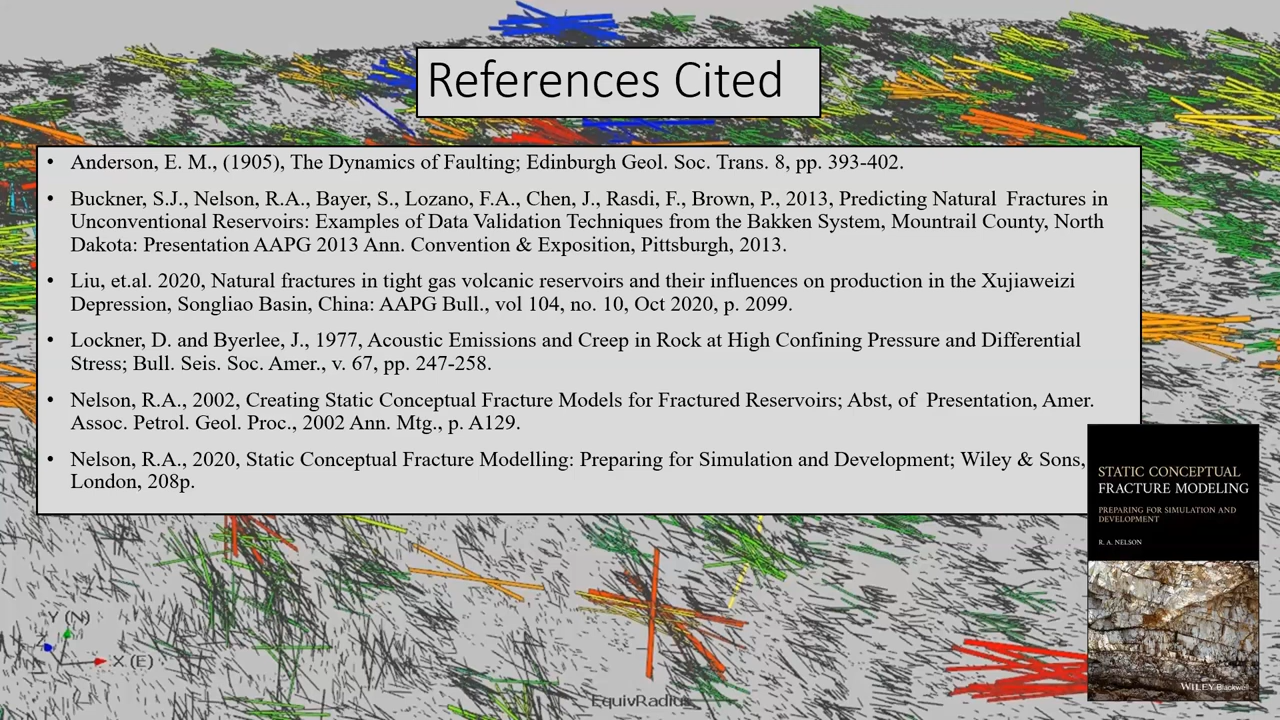 References Cited
• Anderson, E. M., (1905), The Dynamics of Faulting; Edinburgh Geol. Soc. Trans. 8, pp. 393-402.
• Buckner, S.J., Nelson, R.A., Bayer, S., Lozano, F.A., Chen, J., Rasdi, F., Brown, P., 2013, Predicting Natural Fractures in
Unconventional Reservoirs: Examples of Data Validation Techniques from the Bakken System, Mountrail County, North
Dakota: Presentation AAPG 2013 Ann. Convention & Exposition, Pittsburgh, 2013.
• Liu, et.al. 2020, Natural fractures in tight gas volcanic reservoirs and their influences on production in the Xujiaweizi
Depression, Songliao Basin, China: AAPG Bull., vol 104, no. 10, Oct 2020, p. 2099.
• Lockner, D. and Byerlee, J., 1977, Acoustic Emissions and Creep in Rock at High Confining Pressure and Differential
Stress; Bull. Seis. Soc. Amer., v. 67, pp. 247-258.
• Nelson, R.A., 2002, Creating Static Conceptual Fracture Models for Fractured Reservoirs; Abst, of Presentation, Amer.
Assoc. Petrol. Geol. Proc., 2002 Ann. Mtg., p. A129.
• Nelson, R.A., 2020, Static Conceptual Fracture Modelling: Preparing for Simulation and Development; Wiley & Sons,
London, 208p.
STATIC CONCEPTUAL
FRACTURE MODELING
PREPARING FOR SIMULATION AND
DEVELOPMENT
R. A. NELSON
WILEY Blackwell
Y (N)
X (E)
EquivRadius